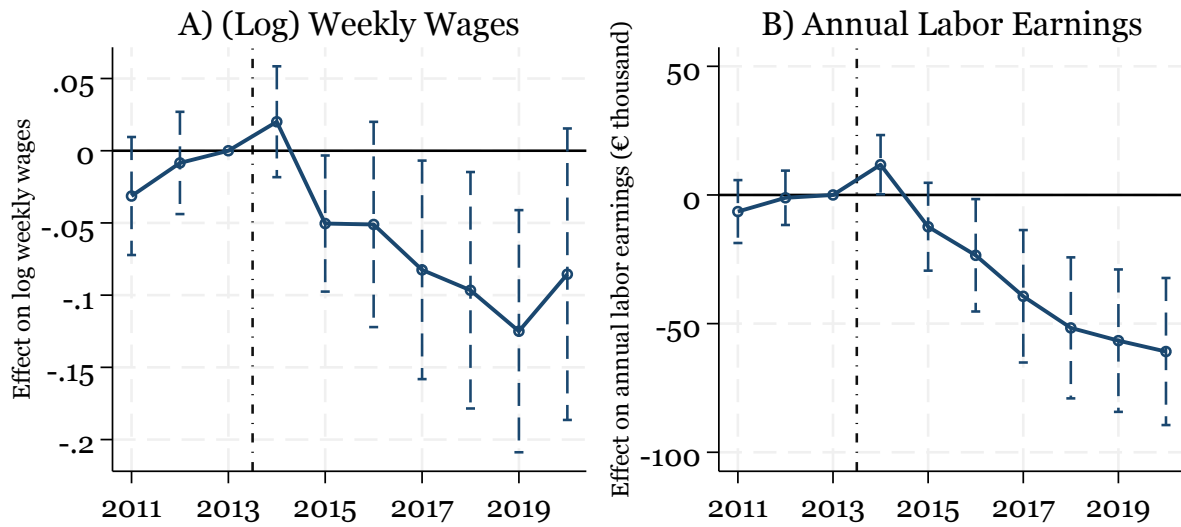 A) (Log) Weekly Wages
Effect on log weekly wages
.05
0
-.05
-.1
-.15
-.2
2011 2013 2015 2017 2019
B) Annual Labor Earnings
Effect on annual labor earnings (€ thousand)
50
0
-50
-100
2011 2013 2015 2017 2019